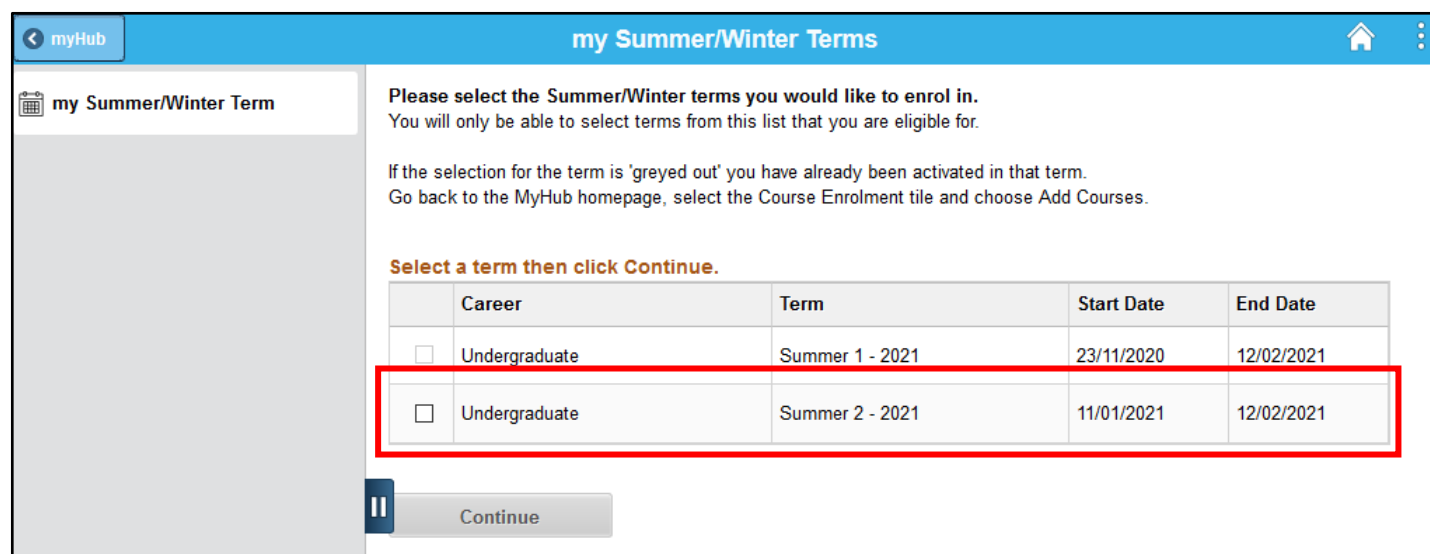 myHub
my Summer/Winter Terms
my Summer/Winter Term
Please select the Summer/Winter terms you would like to enrol in.
You will only be able to select terms from this list that you are eligible for.
If the selection for the term is 'greyed out' you have already been activated in that term.
Go back to the MyHub homepage, select the Course Enrolment tile and choose Add Courses.
Select a term then click Continue.
Career Term Start Date End Date
Undergraduate Summer 1 - 2021 23/11/2020 12/02/2021
Undergraduate Summer 2 - 2021 11/01/2021 12/02/2021
Continue